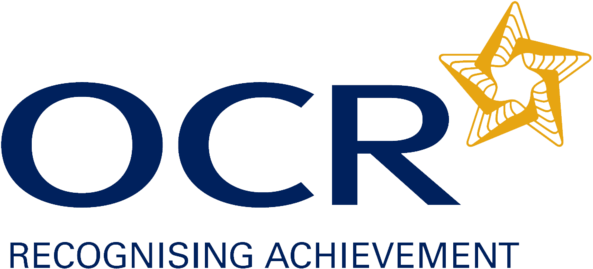 OCR
RECOGNISING ACHIEVEMENT